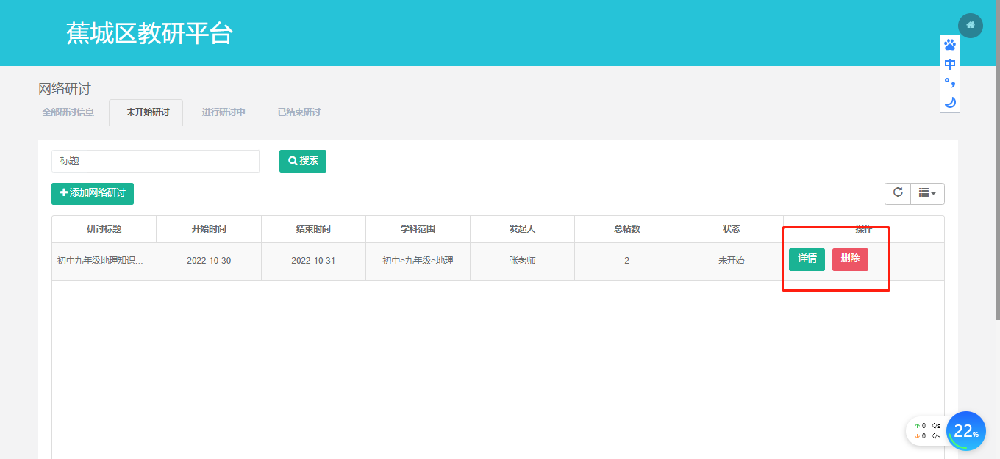 蕉城区教研平台
中
网络研讨
全部研讨信息 未开始研讨 进行研讨中 已结束研讨
标题 搜索
添加网络研讨
研讨标题 开始时间 结束时间 学科范围 发起人 总帖数 状态 操作
初中九年级地理知识... 2022-10-30 2022-10-31 初中>九年级>地理 张老师 2 未开始 详情 删除
↑ 0 K/s
↓ 0 K/s
22%